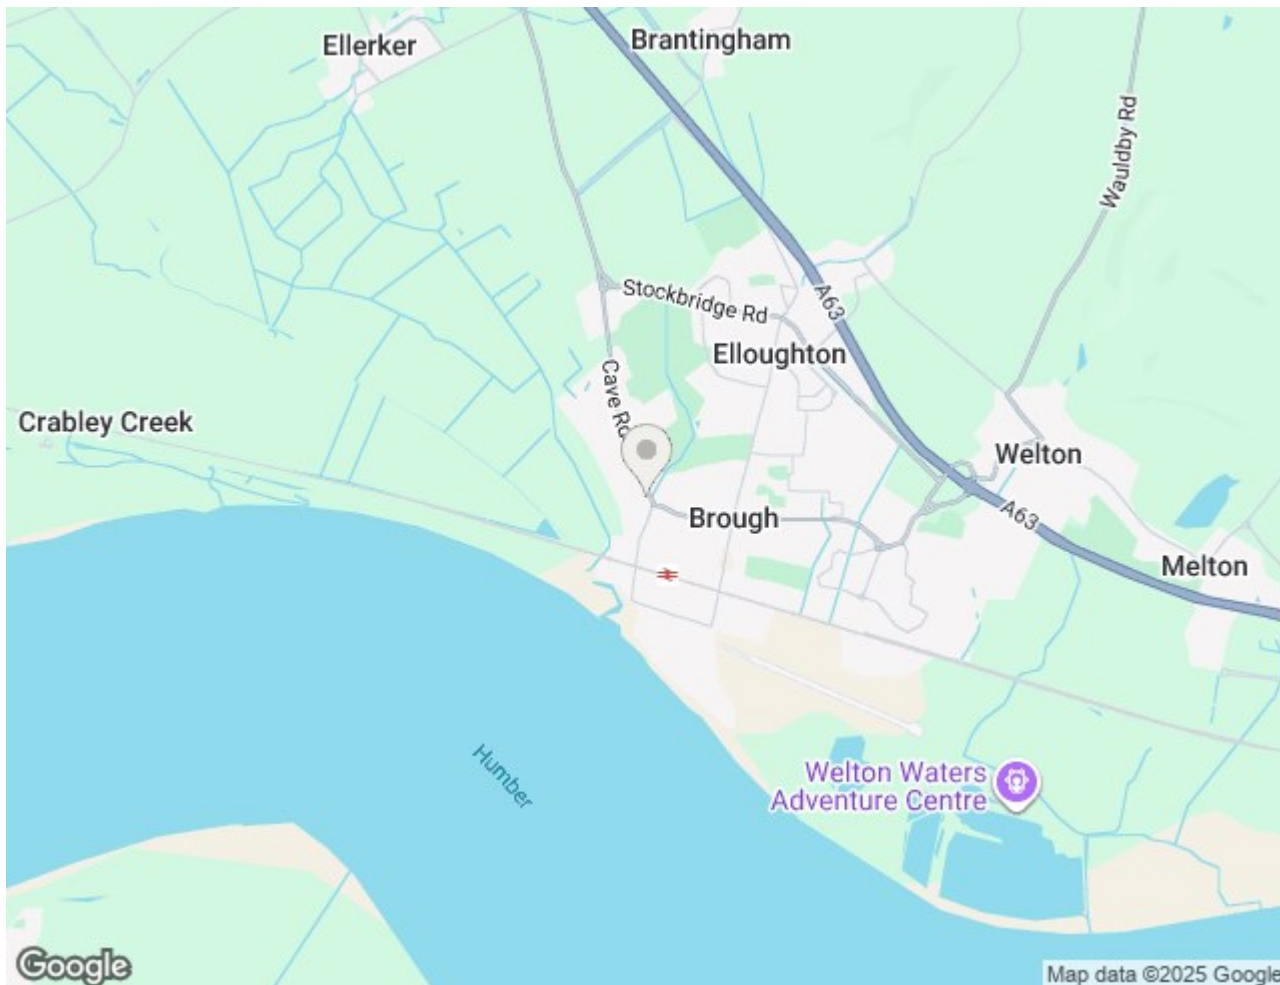 Ellerker
Brantingham
Wauldby Rd
Stockbridge Rd
A63
Elloughton
Cave Rd
Crabley Creek
Welton
Brough
A63
Melton
Humber
Welton Waters
Adventure Centre
Google
Map data ©2025 Google